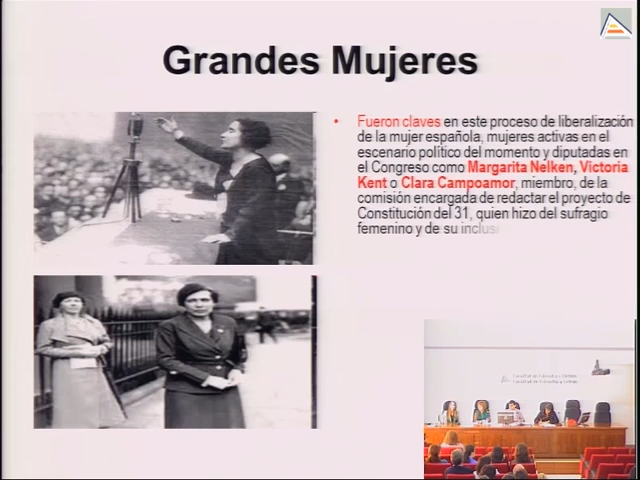 Grandes Mujeres
• Fueron claves en este proceso de liberalización
de la mujer española, mujeres activas en el
escenario político del momento y diputadas en
el Congreso como Margarita Nelken, Victoria
Kent o Clara Campoamor, miembro, de la
comisión encargada de redactar el proyecto de
Constitución del 31, quien hizo del sufragio
femenino y de su inclus